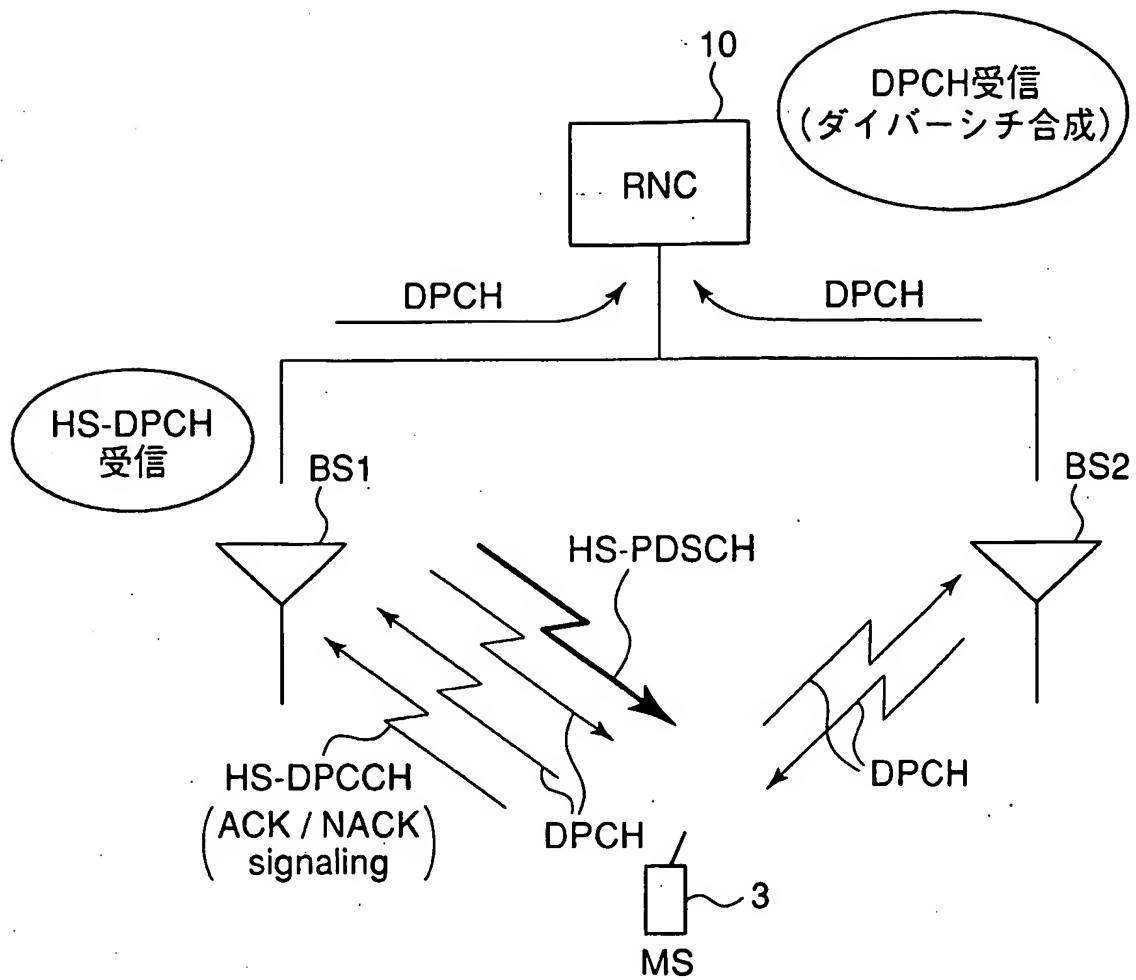 10
DPCH受信
(ダイバーシチ合成)
RNC
DPCH
DPCH
HS-DPCH
受信
BS1
BS2
HS-PDSCH
HS-DPCCH
(ACK / NACK
signaling)
DPCH
DPCH
3
MS